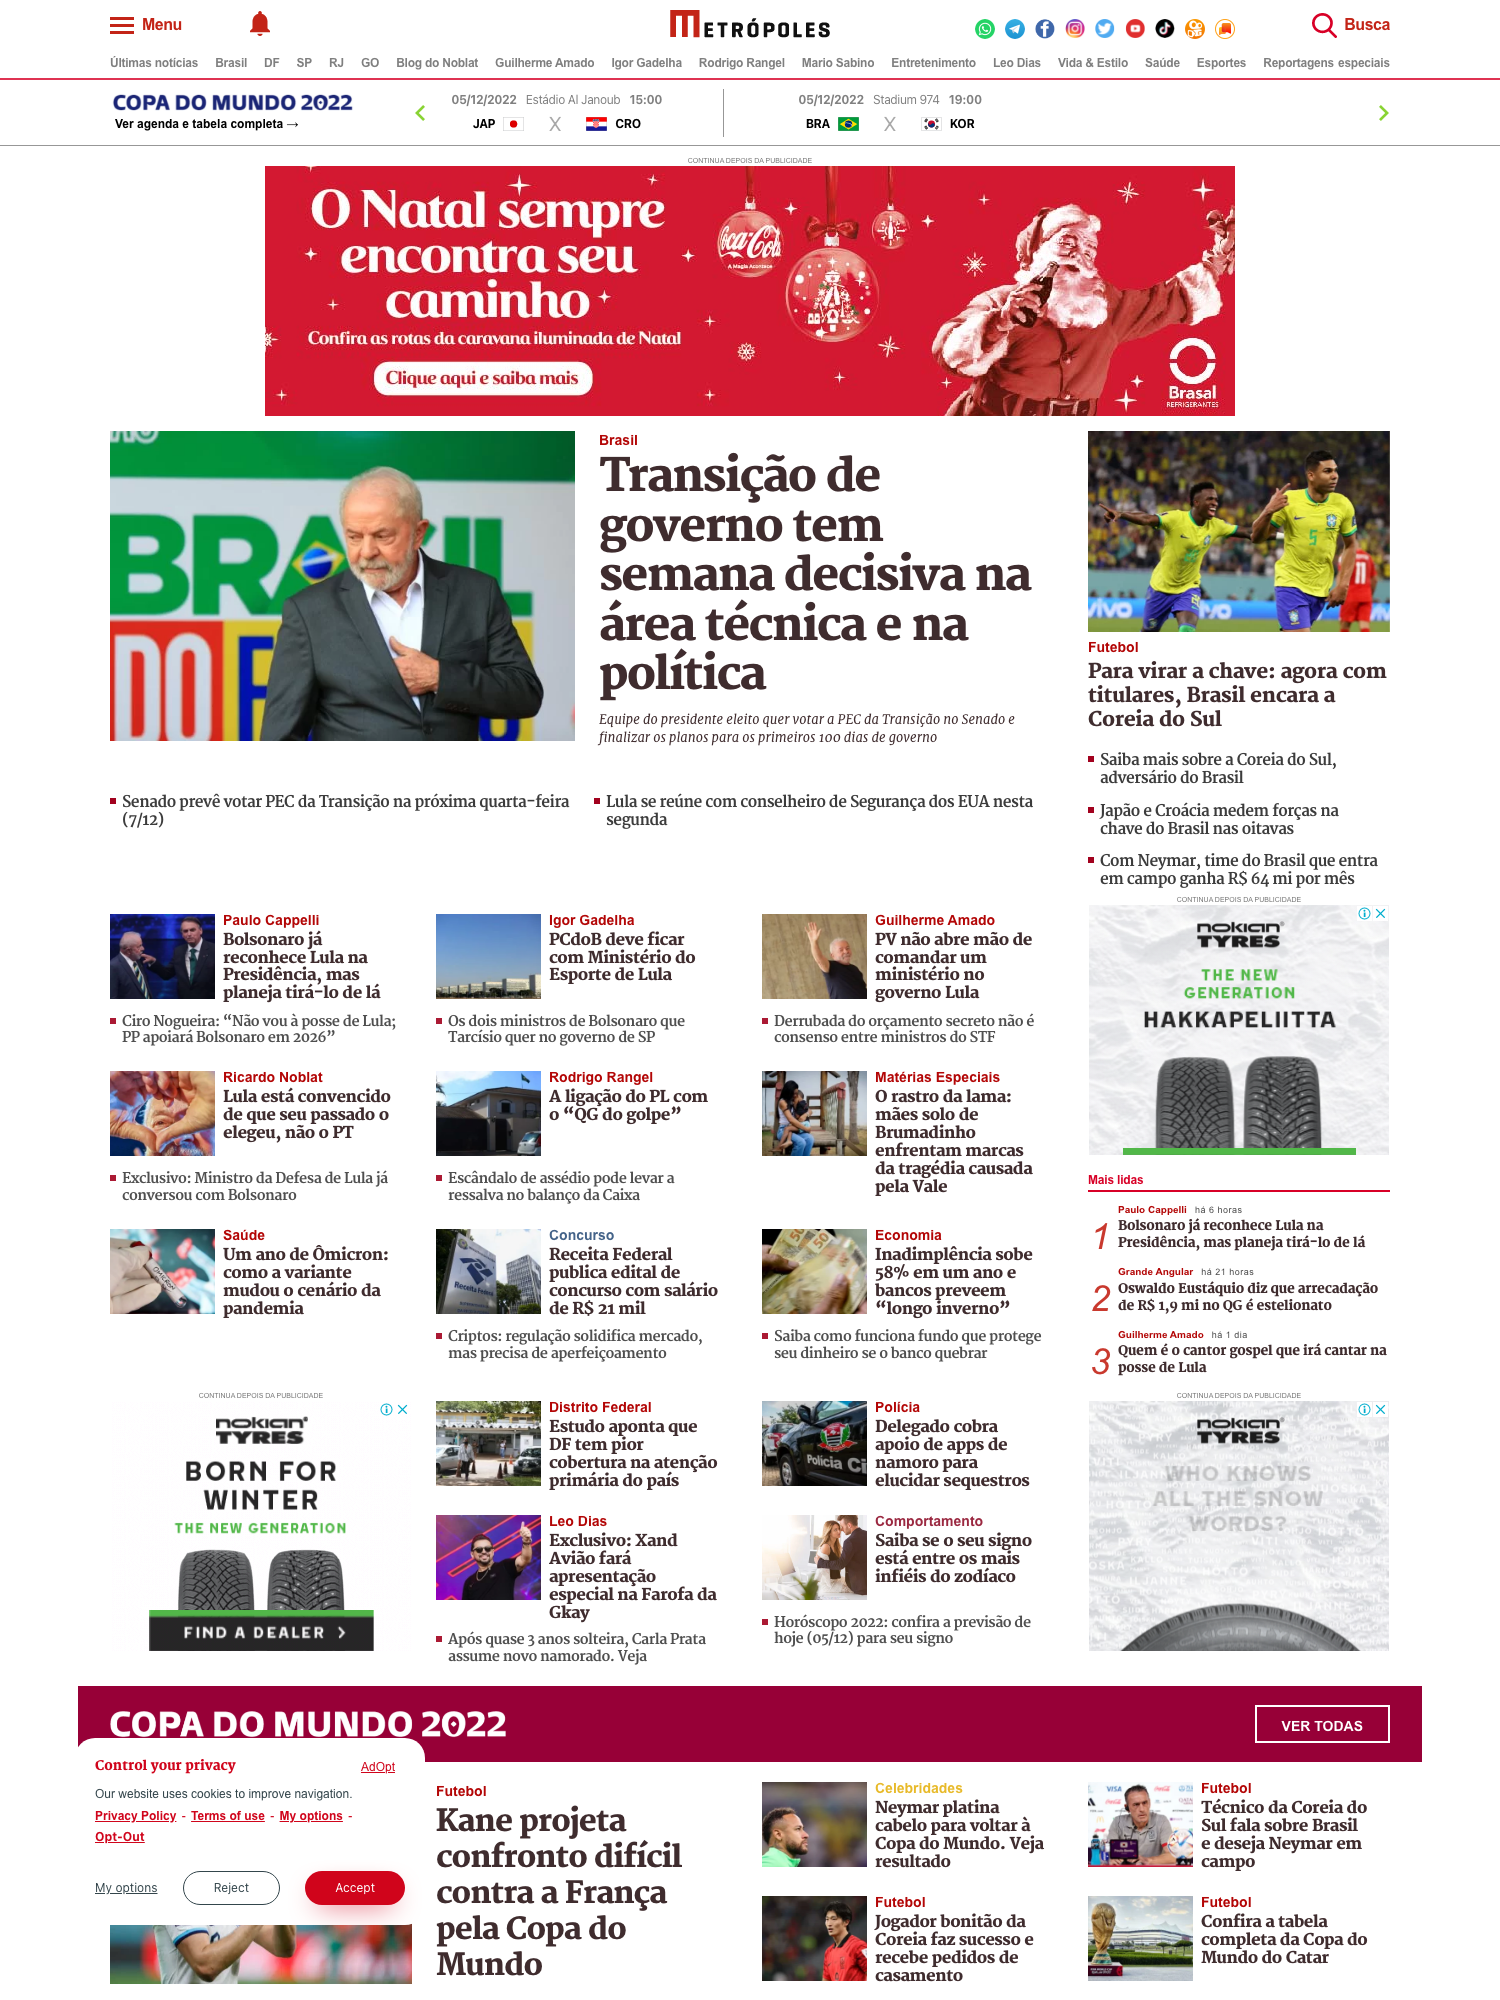 Menu
METRÓPOLES
Busca
Últimas notícias Brasil DF SP RJ GO Blog do Noblat Guilherme Amado Igor Gadelha Rodrigo Rangel Mario Sabino Entretenimento Leo Dias Vida & Estilo Saúde Esportes Reportagens especiais
COPA DO MUNDO 2022
Ver agenda e tabela completa →
05/12/2022 Estádio Al Janoub 15:00
JAP X CRO
05/12/2022 Stadium 974 19:00
BRA X KOR
CONTINUA DEPOIS DA PUBLICIDADE
O Natal sempre
encontra seu
caminho
Confira as rotas da caravana iluminada de Natal
Clique aqui e saiba mais
Coca-Cola
A Magia Acontece
Brasal
REFRIGERANTES
BRASIL
DO
Brasil
Transição de
governo tem
semana decisiva na
área técnica e na
política
Equipe do presidente eleito quer votar a PEC da Transição no Senado e
finalizar os planos para os primeiros 100 dias de governo
Senado prevê votar PEC da Transição na próxima quarta-feira
(7/12)
Lula se reúne com conselheiro de Segurança dos EUA nesta
segunda
vivo
5
11
Futebol
Para virar a chave: agora com
titulares, Brasil encara a
Coreia do Sul
Saiba mais sobre a Coreia do Sul,
adversário do Brasil
Japão e Croácia medem forças na
chave do Brasil nas oitavas
Com Neymar, time do Brasil que entra
em campo ganha R$ 64 mi por mês
Paulo Cappelli
Bolsonaro já
reconhece Lula na
Presidência, mas
planeja tirá-lo de lá
Ciro Nogueira: “Não vou à posse de Lula;
PP apoiará Bolsonaro em 2026”
Igor Gadelha
PCdoB deve ficar
com Ministério do
Esporte de Lula
Os dois ministros de Bolsonaro que
Tarcísio quer no governo de SP
Guilherme Amado
PV não abre mão de
comandar um
ministério no
governo Lula
Derrubada do orçamento secreto não é
consenso entre ministros do STF
CONTINUA DEPOIS DA PUBLICIDADE
nokian
TYRES
THE NEW
GENERATION
HAKKAPELIITTA
Ricardo Noblat
Lula está convencido
de que seu passado o
elegeu, não o PT
Exclusivo: Ministro da Defesa de Lula já
conversou com Bolsonaro
Rodrigo Rangel
A ligação do PL com
o “QG do golpe”
Escândalo de assédio pode levar a
ressalva no balanço da Caixa
Matérias Especiais
O rastro da lama:
mães solo de
Brumadinho
enfrentam marcas
da tragédia causada
pela Vale
Mais lidas
1
Paulo Cappelli há 6 horas
Bolsonaro já reconhece Lula na
Presidência, mas planeja tirá-lo de lá
2
Grande Angular há 21 horas
Oswaldo Eustáquio diz que arrecadação
de R$ 1,9 mi no QG é estelionato
3
Guilherme Amado há 1 dia
Quem é o cantor gospel que irá cantar na
posse de Lula
Saúde
Um ano de Ômicron:
como a variante
mudou o cenário da
pandemia
Receita Federal
Concurso
Receita Federal
publica edital de
concurso com salário
de R$ 21 mil
Criptos: regulação solidifica mercado,
mas precisa de aperfeiçoamento
50
Economia
Inadimplência sobe
58% em um ano e
bancos preveem
“longo inverno”
Saiba como funciona fundo que protege
seu dinheiro se o banco quebrar
CONTINUA DEPOIS DA PUBLICIDADE
nokian
TYRES
BORN FOR
WINTER
THE NEW GENERATION
FIND A DEALER >
Distrito Federal
Estudo aponta que
DF tem pior
cobertura na atenção
primária do país
Polícia Ci
Polícia
Delegado cobra
apoio de apps de
namoro para
elucidar sequestros
CONTINUA DEPOIS DA PUBLICIDADE
nokian
TYRES
WHO KNOWS
ALL THE SNOW
WORDS?
Leo Dias
Exclusivo: Xand
Avião fará
apresentação
especial na Farofa da
Gkay
Após quase 3 anos solteira, Carla Prata
assume novo namorado. Veja
Comportamento
Saiba se o seu signo
está entre os mais
infiéis do zodíaco
Horóscopo 2022: confira a previsão de
hoje (05/12) para seu signo
COPA DO MUNDO 2022
VER TODAS
Control your privacy
AdOpt
Our website uses cookies to improve navigation.
Privacy Policy - Terms of use - My options -
Opt-Out
My options
Reject
Accept
Futebol
Kane projeta
confronto difícil
contra a França
pela Copa do
Mundo
Celebridades
Neymar platina
cabelo para voltar à
Copa do Mundo. Veja
resultado
VISA
Futebol
Técnico da Coreia do
Sul fala sobre Brasil
e deseja Neymar em
campo
Futebol
Jogador bonitão da
Coreia faz sucesso e
recebe pedidos de
casamento
Futebol
Confira a tabela
completa da Copa do
Mundo do Catar